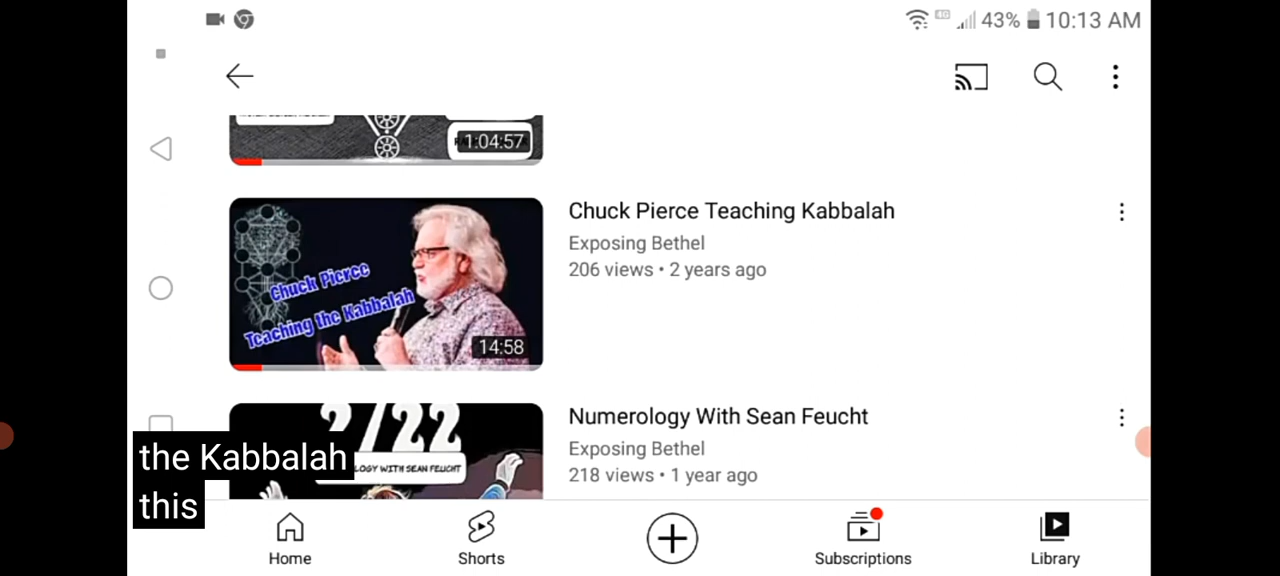 43% 10:13 AM
1:04:57
Chuck Pierce
Teaching the Kabbalah
14:58
Chuck Pierce Teaching Kabbalah
Exposing Bethel
206 views • 2 years ago
2/22
LOGY WITH SEAN FEUCHT
Numerology With Sean Feucht
Exposing Bethel
218 views • 1 year ago
the Kabbalah
this
Home Shorts Subscriptions Library